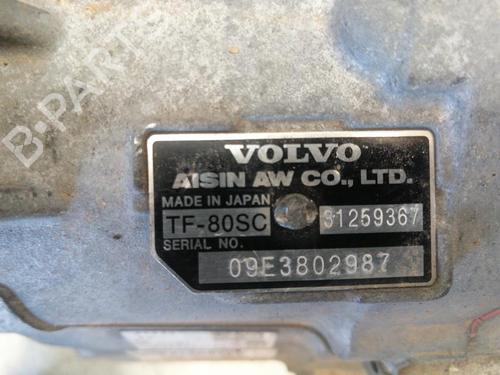 VOLVO
AISIN AW CO., LTD.
MADE IN JAPAN
TF-80SC 31259367
SERIAL NO.
09E3802987
B-PARTS